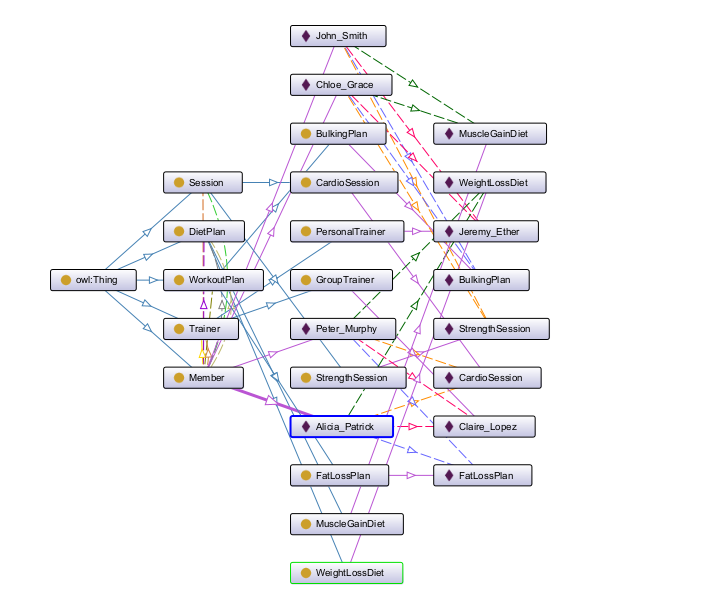 John_Smith
Chloe_Grace
BulkingPlan
MuscleGainDiet
Session
CardioSession
WeightLossDiet
DietPlan
PersonalTrainer
Jeremy_Ether
owl:Thing
WorkoutPlan
GroupTrainer
BulkingPlan
Trainer
Peter_Murphy
StrengthSession
Member
StrengthSession
CardioSession
Alicia_Patrick
Claire_Lopez
FatLossPlan
FatLossPlan
MuscleGainDiet
WeightLossDiet